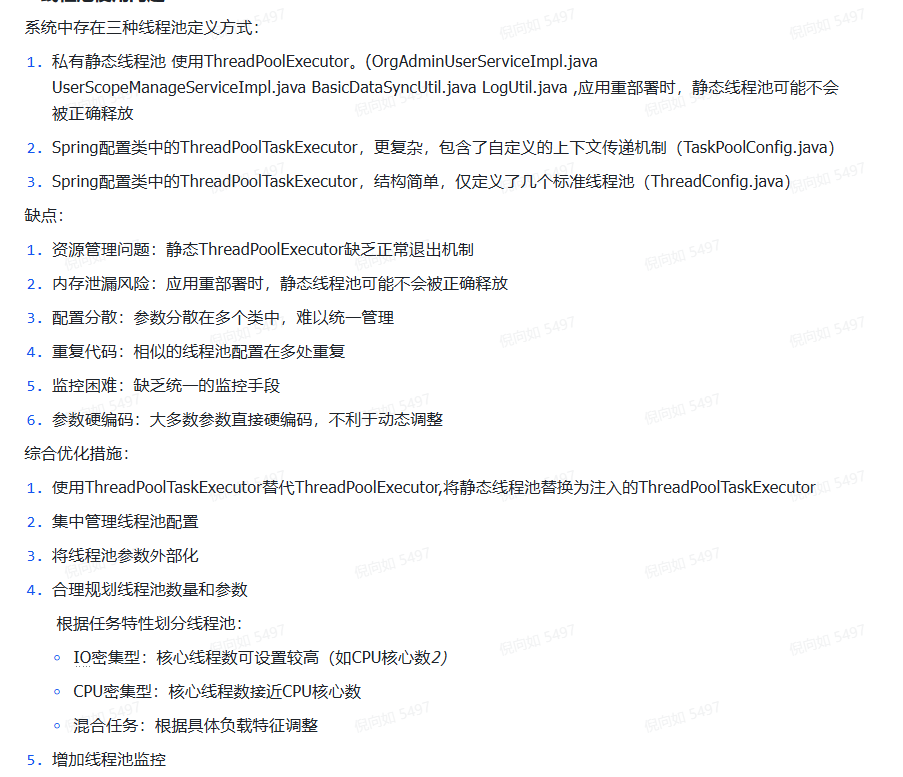 系统中存在三种线程池定义方式：
1. 私有静态线程池 使用ThreadPoolExecutor。(OrgAdminUserServiceImpl.java
UserScopeManageServiceImpl.java BasicDataSyncUtil.java LogUtil.java ,应用重部署时，静态线程池可能不会
被正确释放
2. Spring配置类中的ThreadPoolTaskExecutor，更复杂，包含了自定义的上下文传递机制（TaskPoolConfig.java）
3. Spring配置类中的ThreadPoolTaskExecutor，结构简单，仅定义了几个标准线程池（ThreadConfig.java）
缺点：
1. 资源管理问题：静态ThreadPoolExecutor缺乏正常退出机制
2. 内存泄漏风险：应用重部署时，静态线程池可能不会被正确释放
3. 配置分散：参数分散在多个类中，难以统一管理
4. 重复代码：相似的线程池配置在多处重复
5. 监控困难：缺乏统一的监控手段
6. 参数硬编码：大多数参数直接硬编码，不利于动态调整
综合优化措施：
1. 使用ThreadPoolTaskExecutor替代ThreadPoolExecutor,将静态线程池替换为注入的ThreadPoolTaskExecutor
2. 集中管理线程池配置
3. 将线程池参数外部化
4. 合理规划线程池数量和参数
根据任务特性划分线程池：
◦ IO密集型：核心线程数可设置较高（如CPU核心数2）
◦ CPU密集型：核心线程数接近CPU核心数
◦ 混合任务：根据具体负载特征调整
5. 增加线程池监控
倪向如 5497